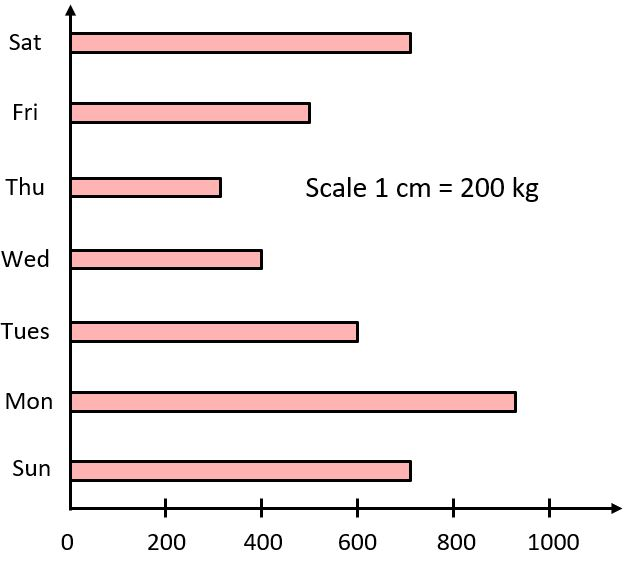 Sat
Fri
Thu
Scale 1 cm = 200 kg
Wed
Tues
Mon
Sun
0 200 400 600 800 1000